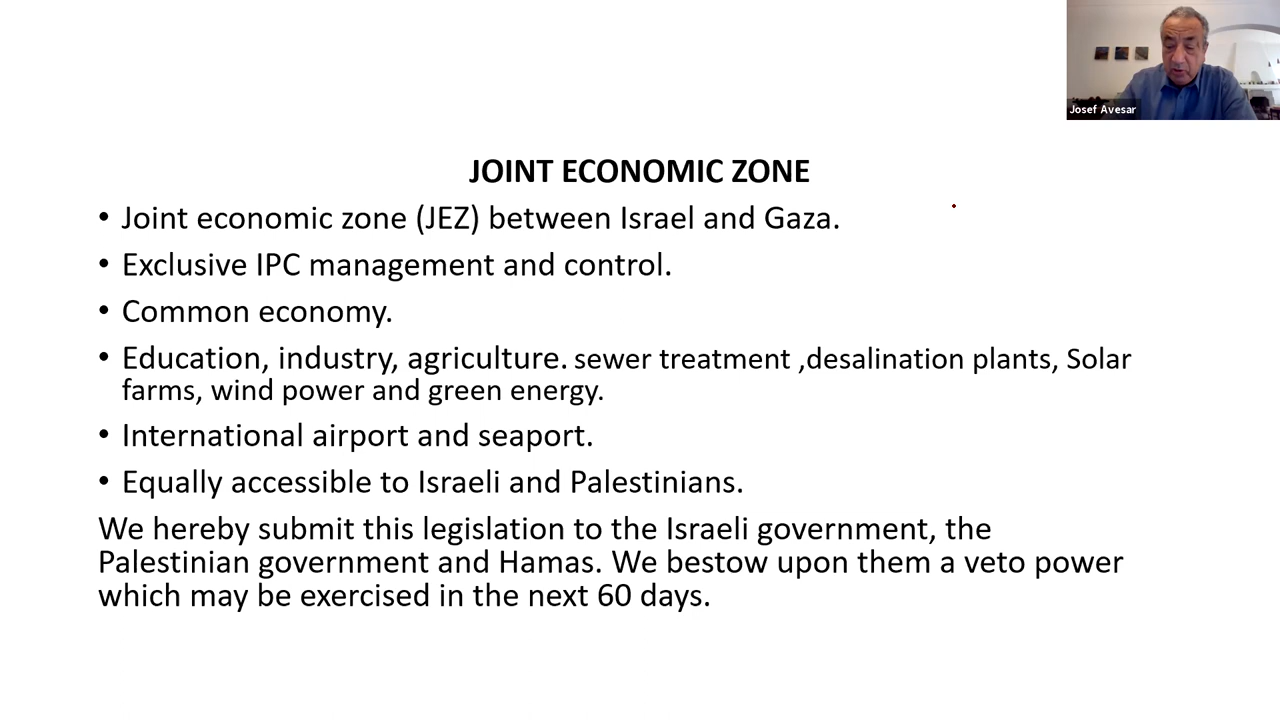 Josef Avesar
JOINT ECONOMIC ZONE
• Joint economic zone (JEZ) between Israel and Gaza.
• Exclusive IPC management and control.
• Common economy.
• Education, industry, agriculture. sewer treatment ,desalination plants, Solar
farms, wind power and green energy.
• International airport and seaport.
• Equally accessible to Israeli and Palestinians.
We hereby submit this legislation to the Israeli government, the
Palestinian government and Hamas. We bestow upon them a veto power
which may be exercised in the next 60 days.